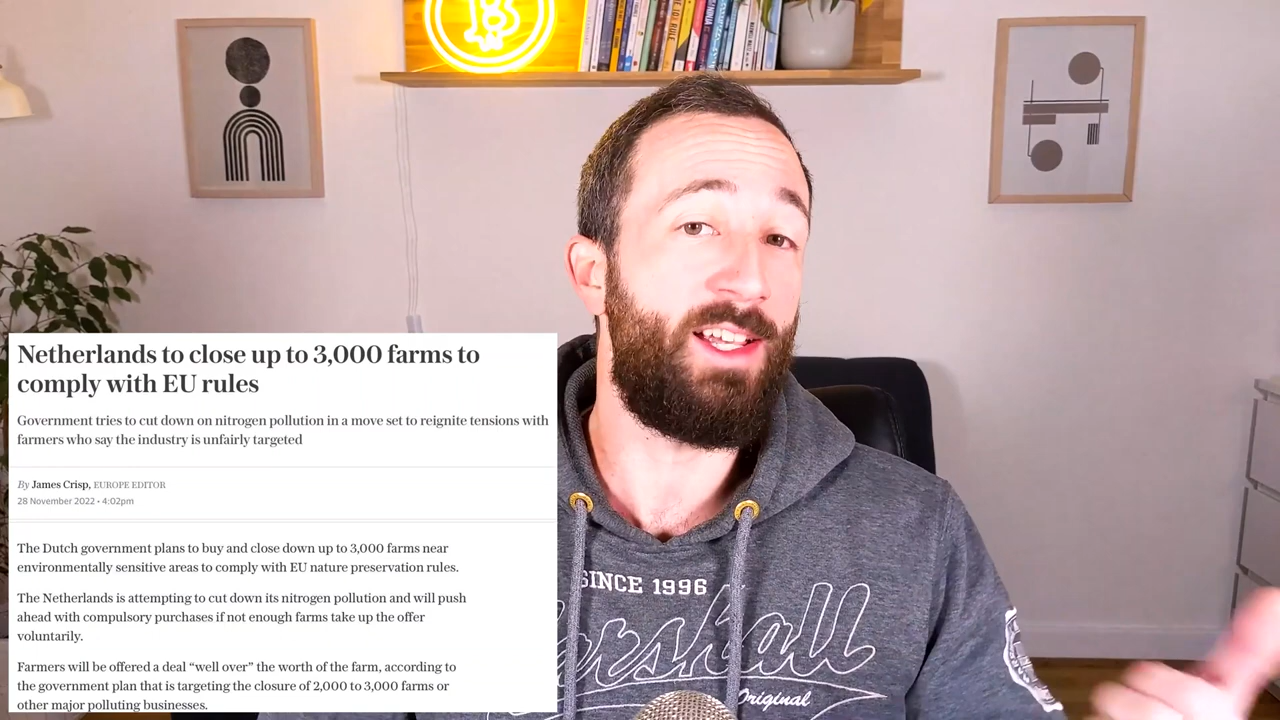 Netherlands to close up to 3,000 farms to
comply with EU rules
Government tries to cut down on nitrogen pollution in a move set to reignite tensions with
farmers who say the industry is unfairly targeted
By James Crisp, EUROPE EDITOR
28 November 2022 • 4:02pm
The Dutch government plans to buy and close down up to 3,000 farms near
environmentally sensitive areas to comply with EU nature preservation rules.
The Netherlands is attempting to cut down its nitrogen pollution and will push
ahead with compulsory purchases if not enough farms take up the offer
voluntarily.
Farmers will be offered a deal “well over” the worth of the farm, according to
the government plan that is targeting the closure of 2,000 to 3,000 farms or
other major polluting businesses.
SINCE 1996
Marshall
Original